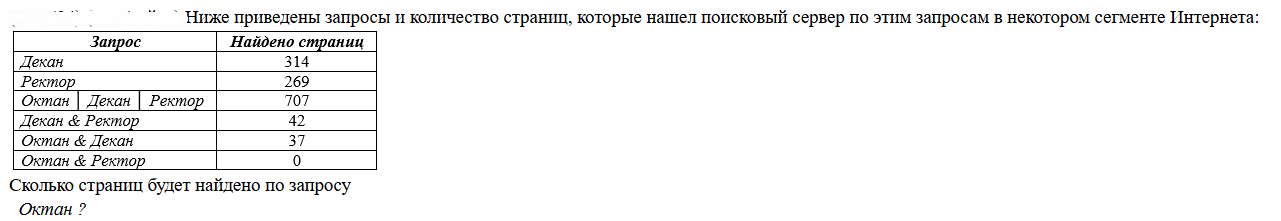 Ниже приведены запросы и количество страниц, которые нашел поисковый сервер по этим запросам в некотором сегменте Интернета:
Запрос Найдено страниц
Декан 314
Ректор 269
Октан | Декан | Ректор 707
Декан & Ректор 42
Октан & Декан 37
Октан & Ректор 0
Сколько страниц будет найдено по запросу
Октан ?